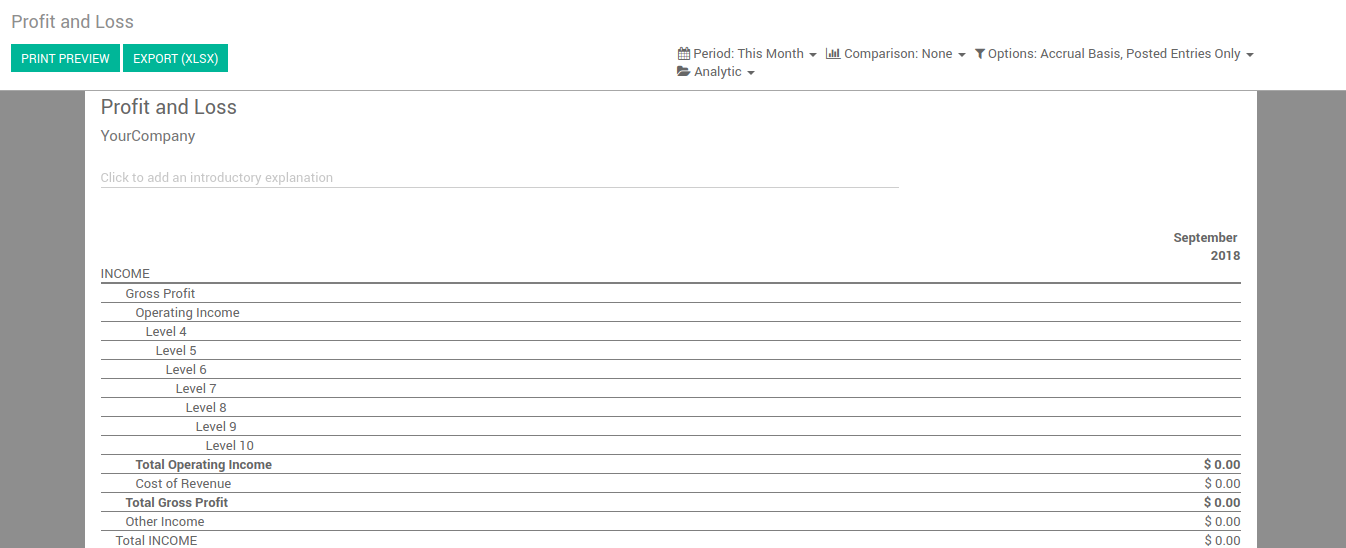 Profit and Loss
PRINT PREVIEW EXPORT (XLSX)
Period: This Month Comparison: None Options: Accrual Basis, Posted Entries Only
Analytic
Profit and Loss
YourCompany
Click to add an introductory explanation
September
2018
INCOME
Gross Profit
Operating Income
Level 4
Level 5
Level 6
Level 7
Level 8
Level 9
Level 10
Total Operating Income $ 0.00
Cost of Revenue $ 0.00
Total Gross Profit $ 0.00
Other Income $ 0.00
Total INCOME $ 0.00